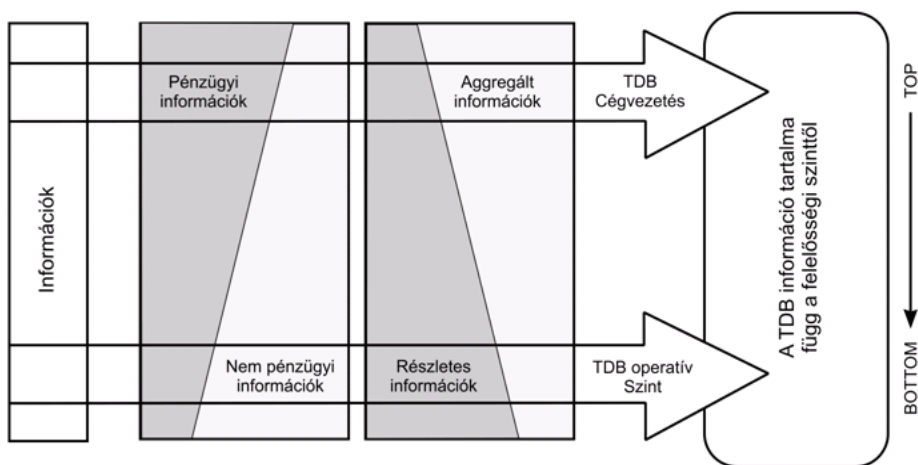 Információk
Pénzügyi
információk
Aggregált
információk
TDB
Cégvezetés
Nem pénzügyi
információk
Részletes
információk
TDB operatív
Szint
A TDB információ tartalma
függ a felelősségi szinttől
TOP
BOTTOM